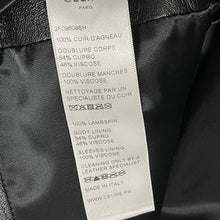 CELINE
PARIS
2F098086H
100% CUIR D'AGNEAU
DOUBLURE CORPS
54% CUPRO
46% VISCOSE
DOUBLURE MANCHES
100% VISCOSE
NETTOYAGE PAR UN
SPECIALISTE DU CUIR
100% LAMBSKIN
BODY LINING
54% CUPRO
46% VISCOSE
SLEEVES LINING
100% VISCOSE
CLEANING ONLY BY A
LEATHER SPECIALIST
MADE IN ITALY
WWW.CELINE.FR